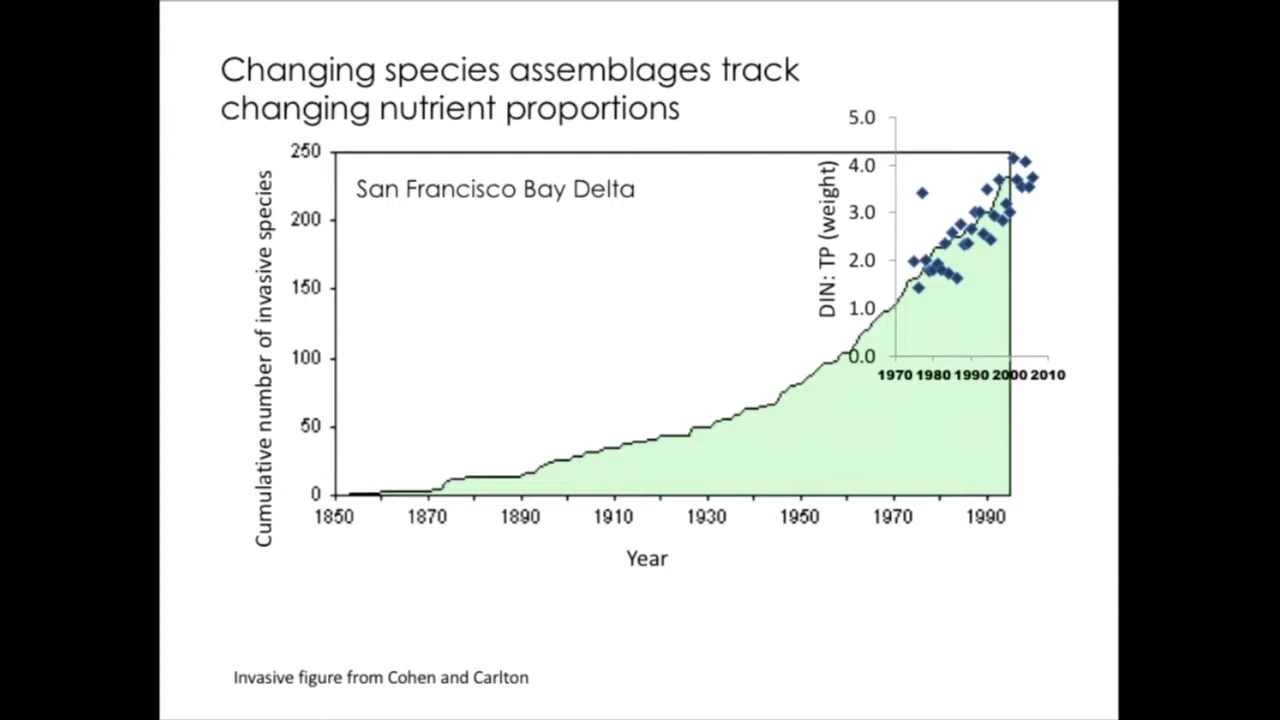 Changing species assemblages track
changing nutrient proportions
San Francisco Bay Delta
Cumulative number of invasive species
250
200
150
100
50
0
1850 1870 1890 1910 1930 1950 1970 1990
Year
DIN: TP (weight)
5.0
4.0
3.0
2.0
1.0
0.0
1970 1980 1990 2000 2010
Invasive figure from Cohen and Carlton